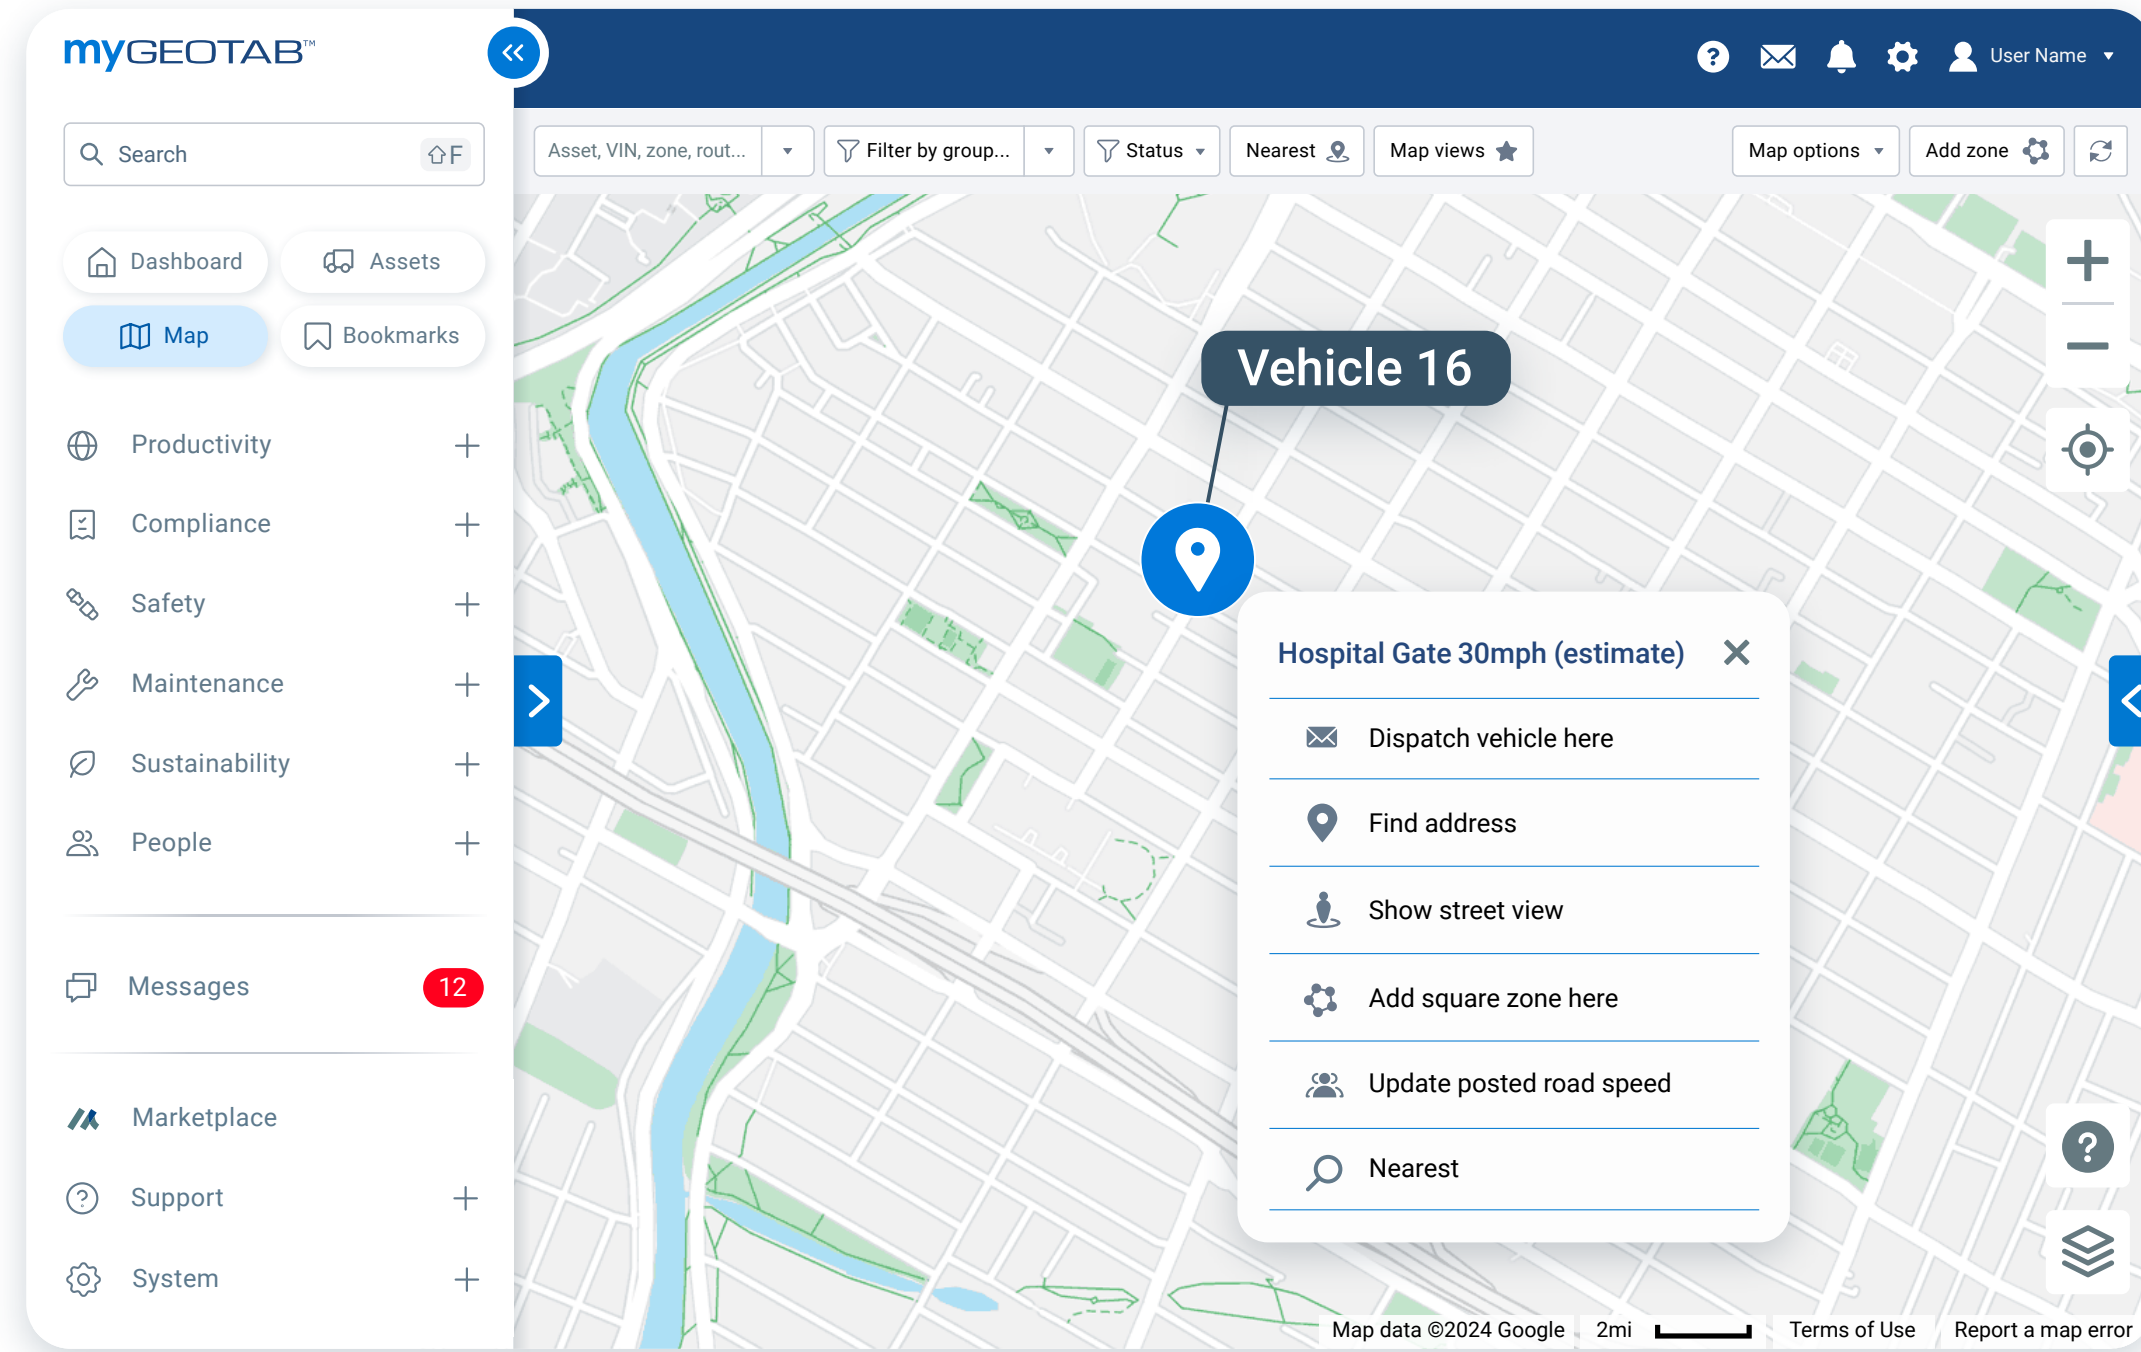 myGEOTAB™
User Name
Search
⇧F
Asset, VIN, zone, rout...
Filter by group...
Status
Nearest
Map views
Map options
Add zone
Dashboard
Assets
Map
Bookmarks
Productivity
Compliance
Safety
Maintenance
Sustainability
People
Messages
12
Marketplace
Support
System
Vehicle 16
Hospital Gate 30mph (estimate)
Dispatch vehicle here
Find address
Show street view
Add square zone here
Update posted road speed
Nearest
Map data ©2024 Google
2mi
Terms of Use
Report a map error